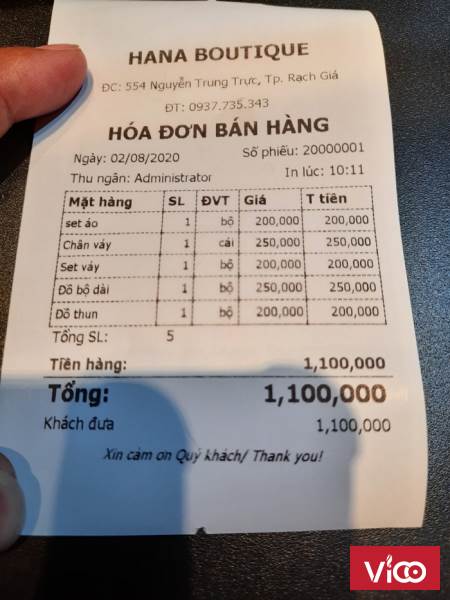 HANA BOUTIQUE
ĐC: 554 Nguyễn Trung Trực, Tp. Rạch Giá
ĐT: 0937.735.343
HÓA ĐƠN BÁN HÀNG
Ngày: 02/08/2020 Số phiếu: 20000001
Thu ngân: Administrator In lúc: 10:11
Mặt hàng SL ĐVT Giá T tiền
set áo 1 bộ 200,000 200,000
Chân váy 1 cái 250,000 250,000
Set váy 1 bộ 200,000 200,000
Đồ bộ dài 1 bộ 250,000 250,000
Đồ thun 1 bộ 200,000 200,000
Tổng SL: 5
Tiền hàng: 1,100,000
Tổng: 1,100,000
Khách đưa 1,100,000
Xin cảm ơn Quý khách/ Thank you!
ViCO